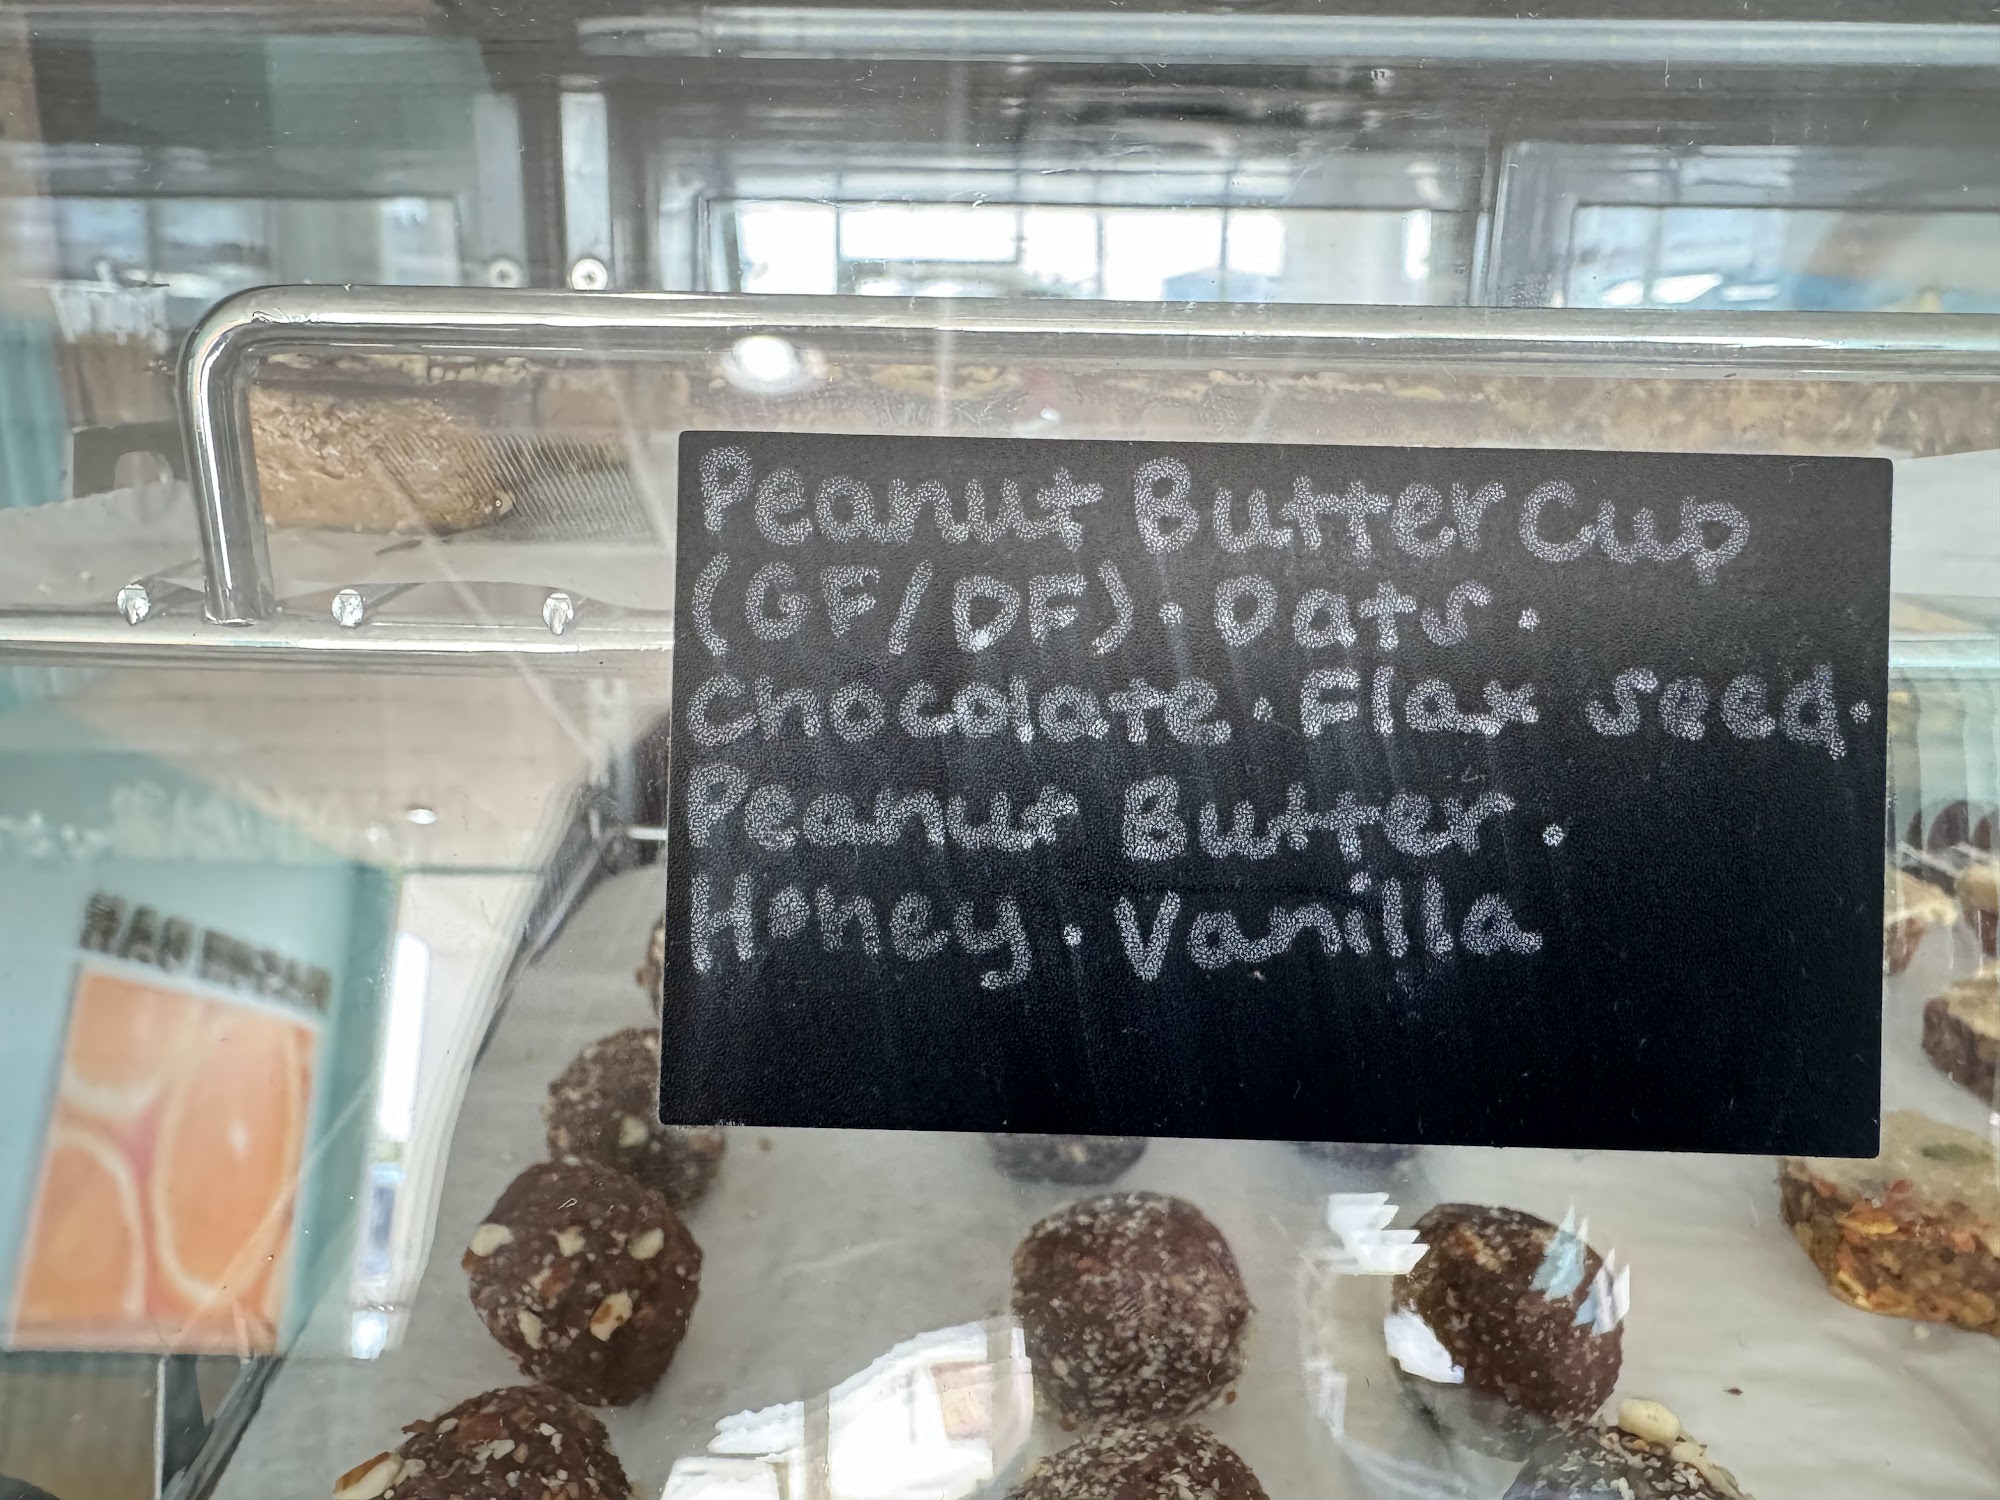 Peanut Butter Cup
(GF/DF) · Oats ·
Chocolate · Flax seed ·
Peanut Butter ·
Honey · Vanilla